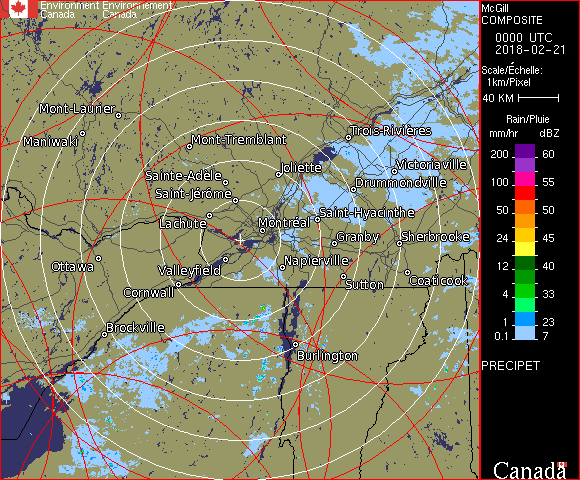 Environment Environnement
Canada Canada
McGill
COMPOSITE
0000 UTC
2018-02-21
Scale/Échelle:
1km/Pixel
40 KM
Rain/Pluie
mm/hr dBZ
200 60
150 57
100 55
50 50
24 45
12 40
4 33
1 23
0.1 7
PRECIPET
Canada
Mont-Laurier
Maniwaki
Mont-Tremblant
Trois-Rivières
Joliette
Victoriaville
Sainte-Adèle
Drummondville
Saint-Jérôme
Lachute
Saint-Hyacinthe
Montréal
Granby
Sherbrooke
Ottawa
Valleyfield
Napierville
Cornwall
Sutton
Coaticook
Brockville
Burlington